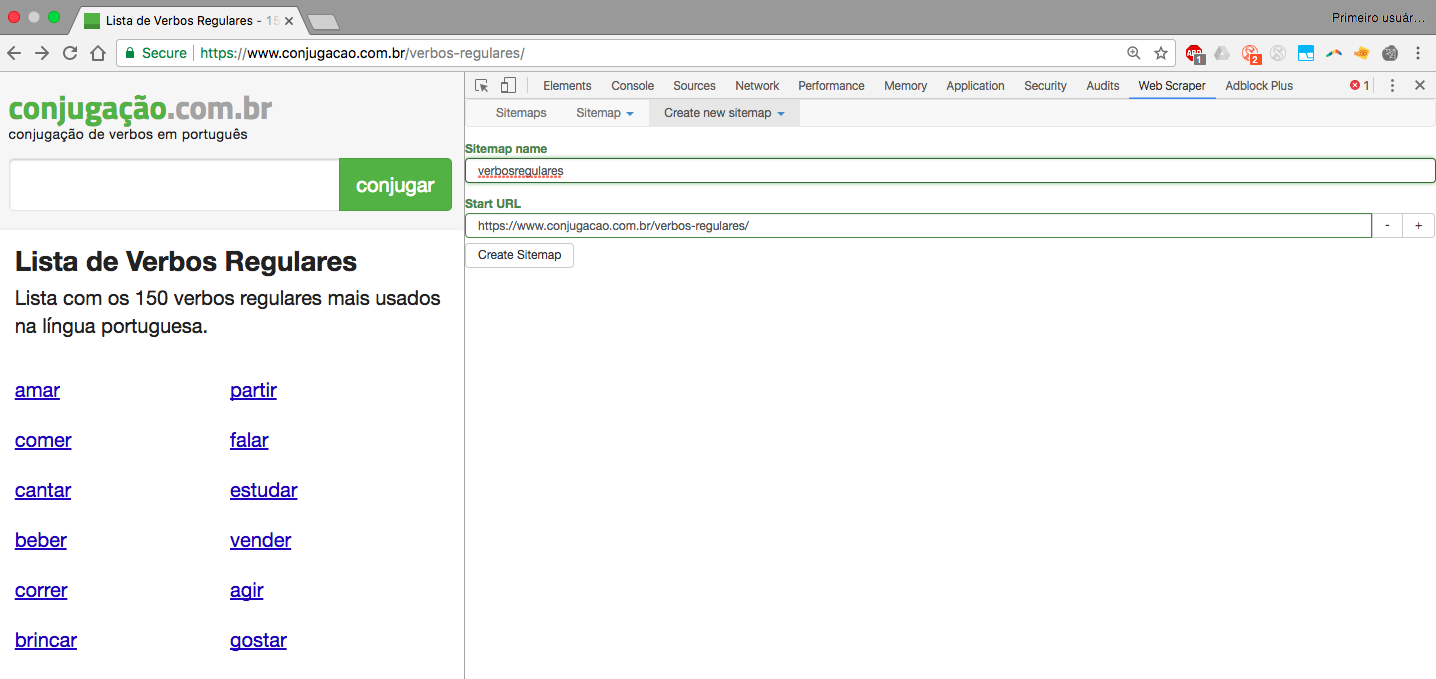 Lista de Verbos Regulares - 15
Primeiro usuár...
Secure
https://www.conjugacao.com.br/verbos-regulares/
ABP
1
2
conjugação.com.br
conjugação de verbos em português
conjugar
Lista de Verbos Regulares
Lista com os 150 verbos regulares mais usados
na língua portuguesa.
amar partir
comer falar
cantar estudar
beber vender
correr agir
brincar gostar
Elements Console Sources Network Performance Memory Application Security Audits Web Scraper Adblock Plus 1
Sitemaps Sitemap Create new sitemap
Sitemap name
verbosregulares
Start URL
https://www.conjugacao.com.br/verbos-regulares/ - +
Create Sitemap